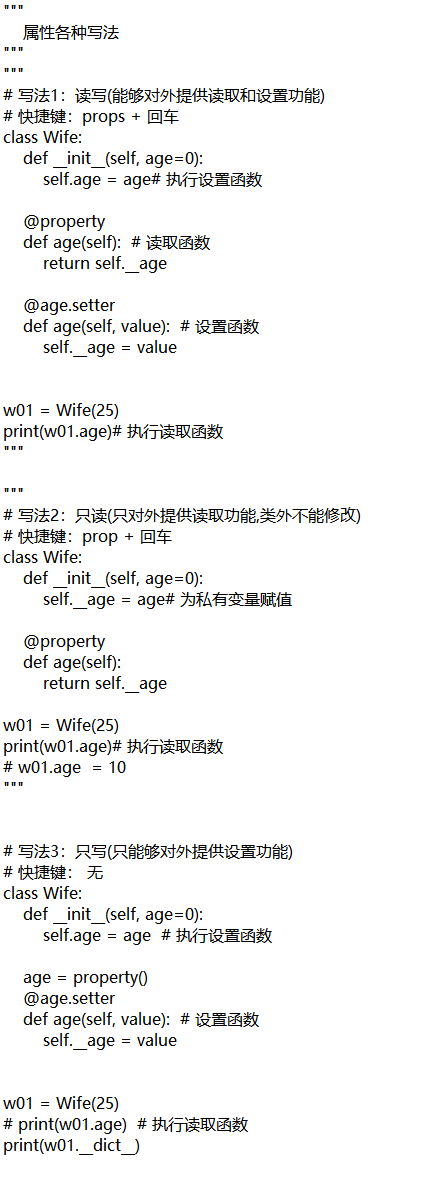 """
    属性各种写法
"""
"""
# 写法1：读写(能够对外提供读取和设置功能)
# 快捷键：props + 回车
class Wife:
    def __init__(self, age=0):
        self.age = age# 执行设置函数

    @property
    def age(self):  # 读取函数
        return self.__age

    @age.setter
    def age(self, value):  # 设置函数
        self.__age = value


w01 = Wife(25)
print(w01.age)# 执行读取函数
"""

"""
# 写法2：只读(只对外提供读取功能,类外不能修改)
# 快捷键：prop + 回车
class Wife:
    def __init__(self, age=0):
        self.__age = age# 为私有变量赋值

    @property
    def age(self):
        return self.__age

w01 = Wife(25)
print(w01.age)# 执行读取函数
# w01.age  = 10
"""


# 写法3：只写(只能够对外提供设置功能)
# 快捷键： 无
class Wife:
    def __init__(self, age=0):
        self.age = age  # 执行设置函数

    age = property()
    @age.setter
    def age(self, value):  # 设置函数
        self.__age = value


w01 = Wife(25)
# print(w01.age)  # 执行读取函数
print(w01.__dict__)